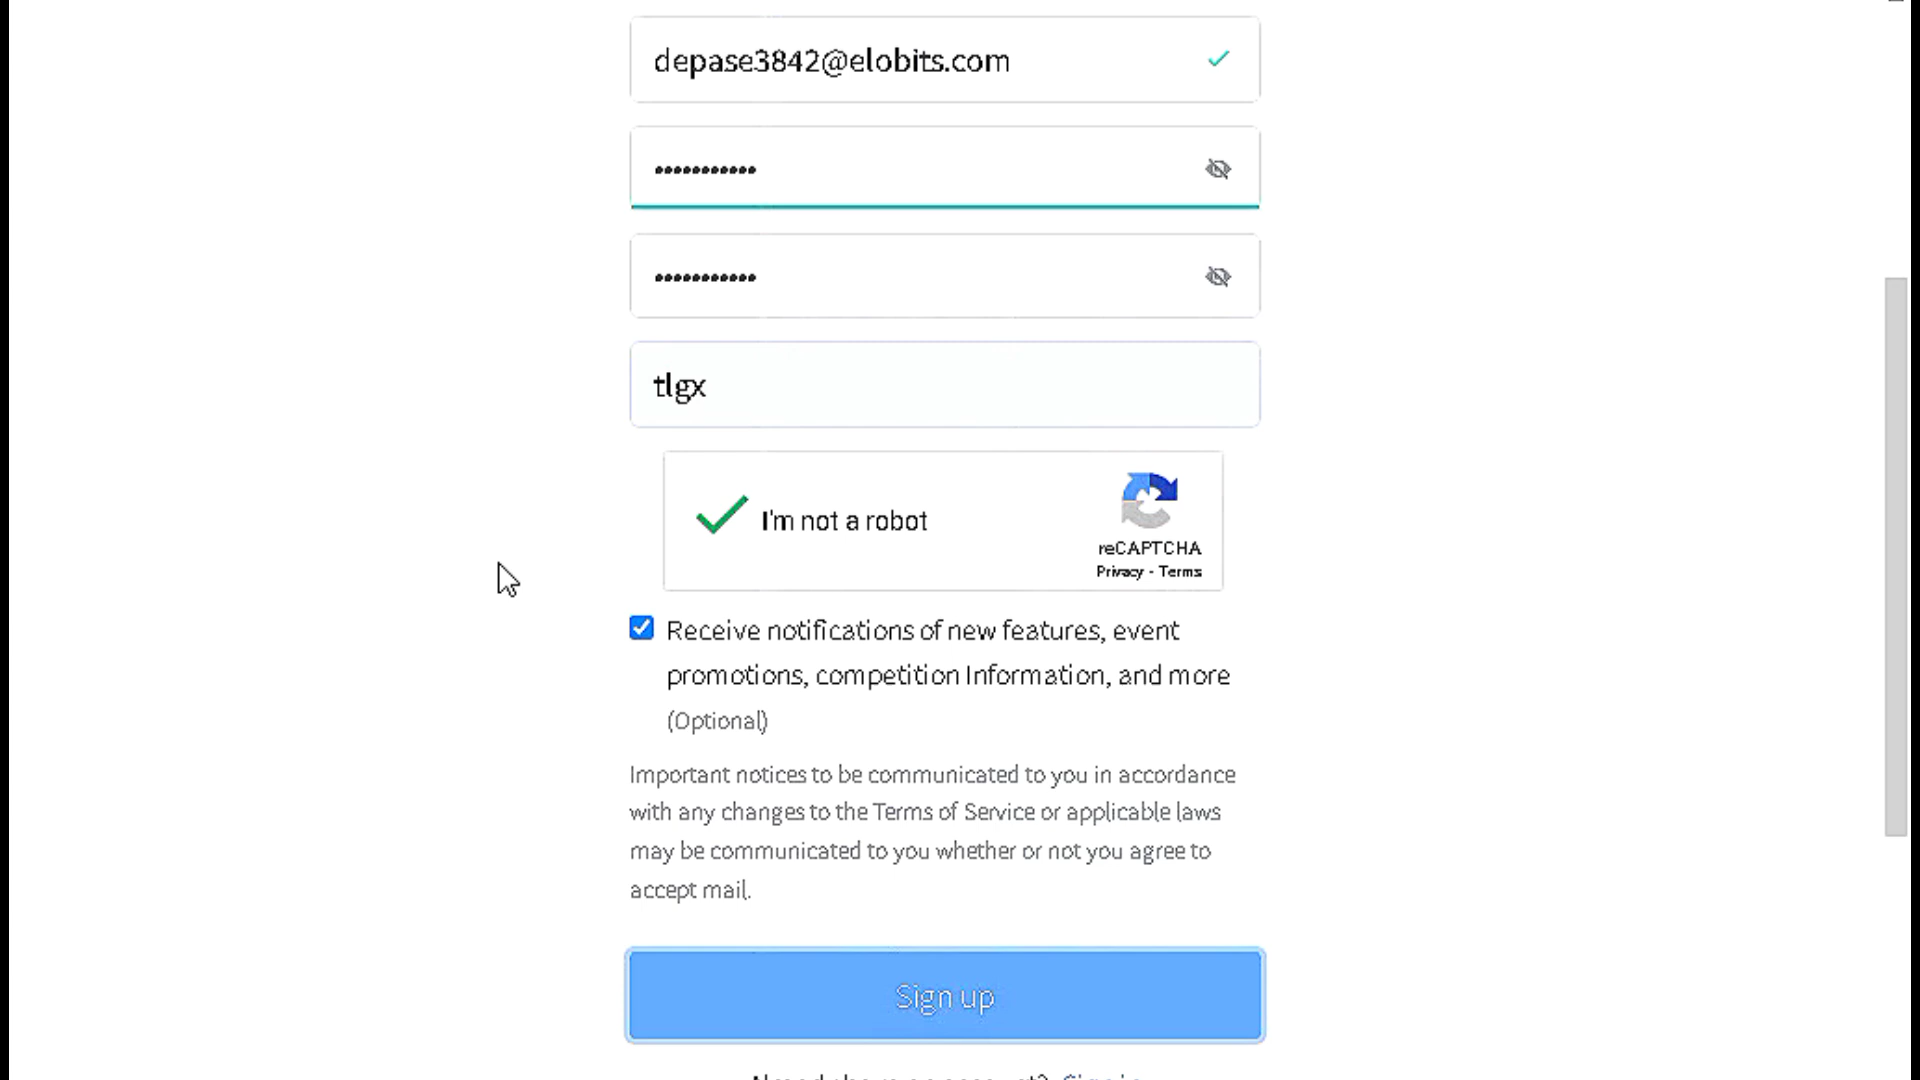 depase3842@elobits.com
•••••••••••
•••••••••••
tlgx
I'm not a robot
reCAPTCHA
Privacy - Terms
Receive notifications of new features, event
promotions, competition Information, and more
(Optional)
Important notices to be communicated to you in accordance
with any changes to the Terms of Service or applicable laws
may be communicated to you whether or not you agree to
accept mail.
Sign up